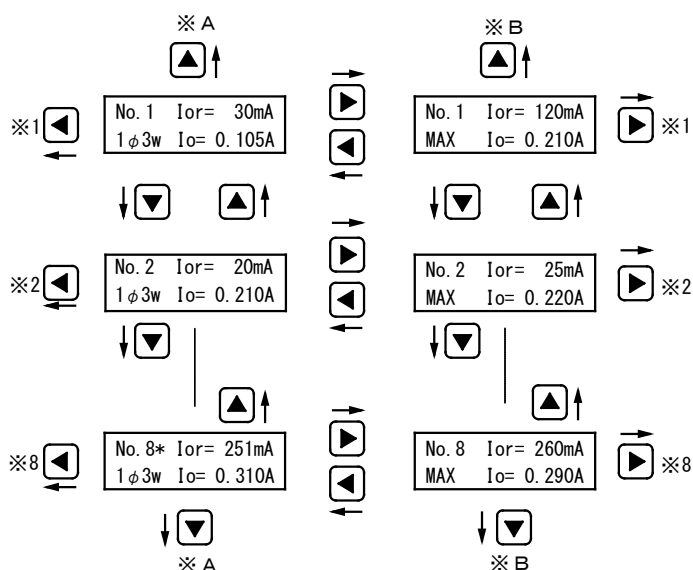 ※A
※B
No.1 Ior= 30mA
1φ3w Io= 0.105A
No.1 Ior= 120mA
MAX Io= 0.210A
※1
※1
No.2 Ior= 20mA
1φ3w Io= 0.210A
No.2 Ior= 25mA
MAX Io= 0.220A
※2
※2
No.8* Ior= 251mA
1φ3w Io= 0.310A
No.8 Ior= 260mA
MAX Io= 0.290A
※8
※8
※A
※B